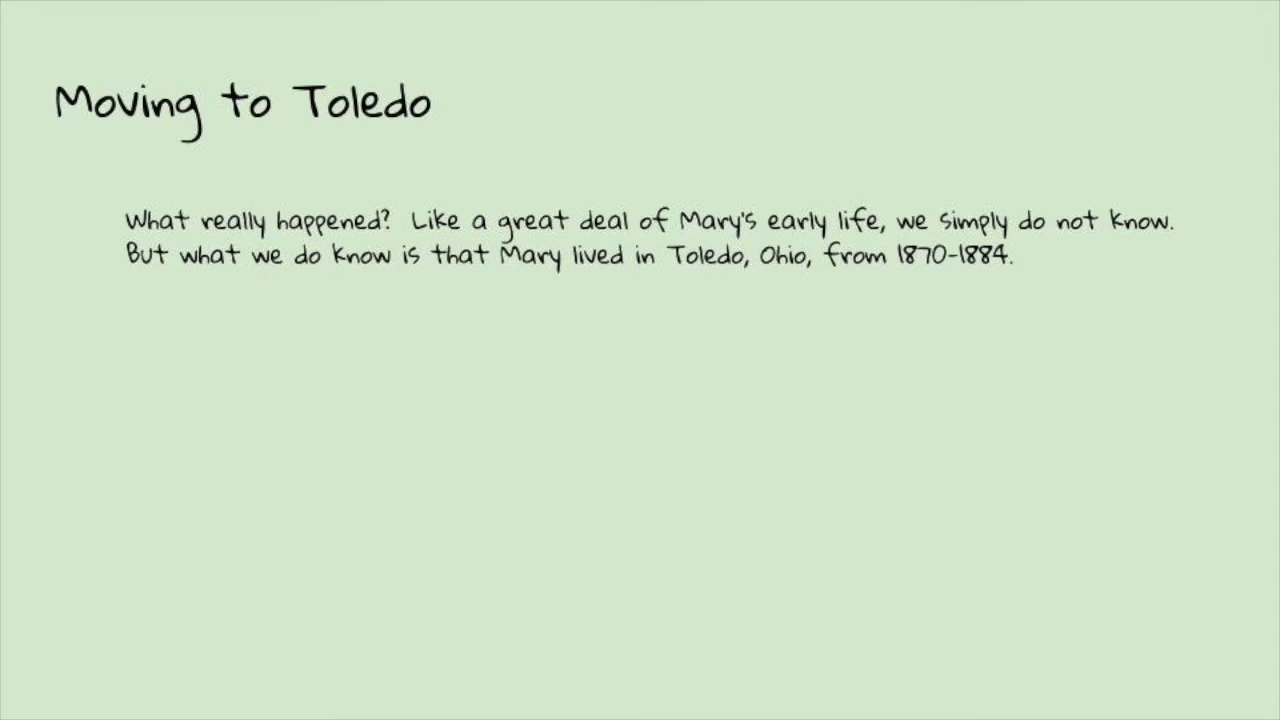 Moving to Toledo
What really happened?  Like a great deal of Mary's early life, we simply do not know.
But what we do know is that Mary lived in Toledo, Ohio, from 1870-1884.